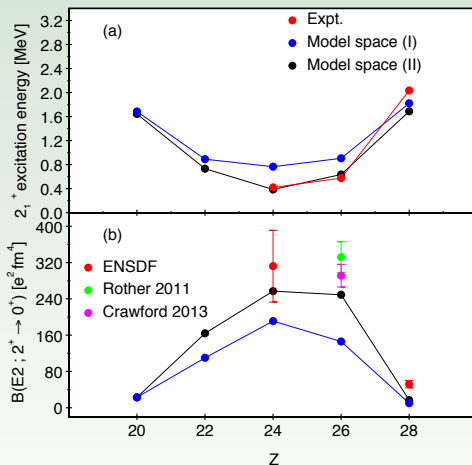 (a)
Expt.
Model space (I)
Model space (II)
2₁⁺ excitation energy [MeV]
3.2
2.8
2.4
2.0
1.6
1.2
0.8
0.4
0.0
(b)
ENSDF
Rother 2011
Crawford 2013
B(E2 ; 2⁺ → 0⁺) [e² fm⁴]
400
320
240
160
80
0
20 22 24 26 28
Z